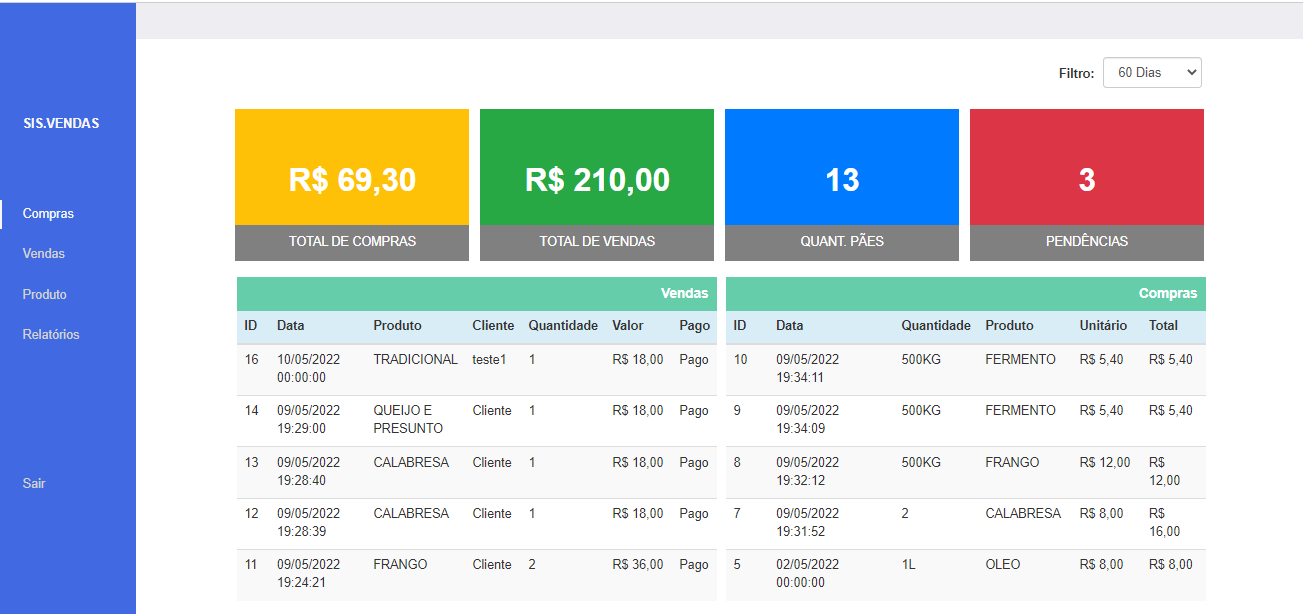 Filtro: 60 Dias
SIS.VENDAS
Compras
Vendas
Produto
Relatórios
Sair
R$ 69,30
TOTAL DE COMPRAS
R$ 210,00
TOTAL DE VENDAS
13
QUANT. PÃES
3
PENDÊNCIAS
Vendas
ID Data Produto Cliente Quantidade Valor Pago
16 10/05/2022 TRADICIONAL teste1 1 R$ 18,00 Pago
00:00:00
14 09/05/2022 QUEIJO E Cliente 1 R$ 18,00 Pago
19:29:00 PRESUNTO
13 09/05/2022 CALABRESA Cliente 1 R$ 18,00 Pago
19:28:40
12 09/05/2022 CALABRESA Cliente 1 R$ 18,00 Pago
19:28:39
11 09/05/2022 FRANGO Cliente 2 R$ 36,00 Pago
19:24:21
Compras
ID Data Quantidade Produto Unitário Total
10 09/05/2022 500KG FERMENTO R$ 5,40 R$ 5,40
19:34:11
9 09/05/2022 500KG FERMENTO R$ 5,40 R$ 5,40
19:34:09
8 09/05/2022 500KG FRANGO R$ 12,00 R$
19:32:12 12,00
7 09/05/2022 2 CALABRESA R$ 8,00 R$
19:31:52 16,00
5 02/05/2022 1L OLEO R$ 8,00 R$ 8,00
00:00:00